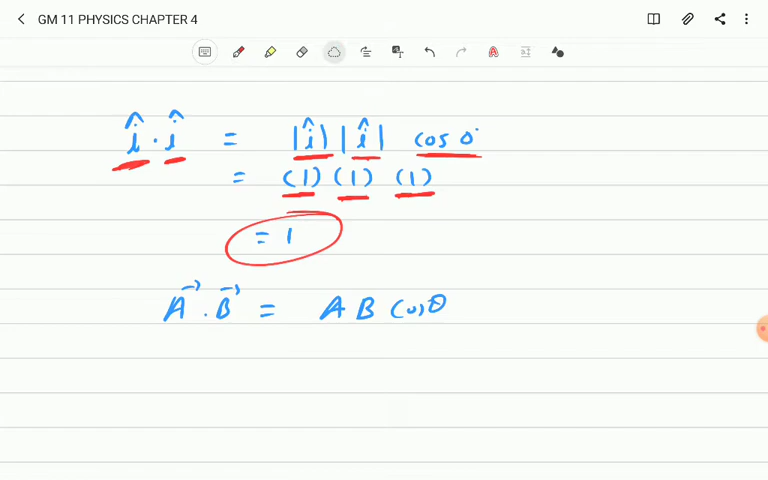 GM 11 PHYSICS CHAPTER 4
î · î = |î| |î| cos 0°
= (1) (1) (1)
= 1
A⃗ · B⃗ = A B cosθ